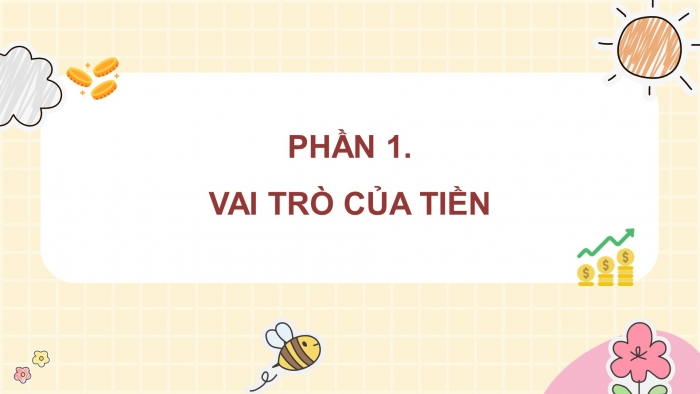 PHẦN 1.
VAI TRÒ CỦA TIỀN
$ $ $